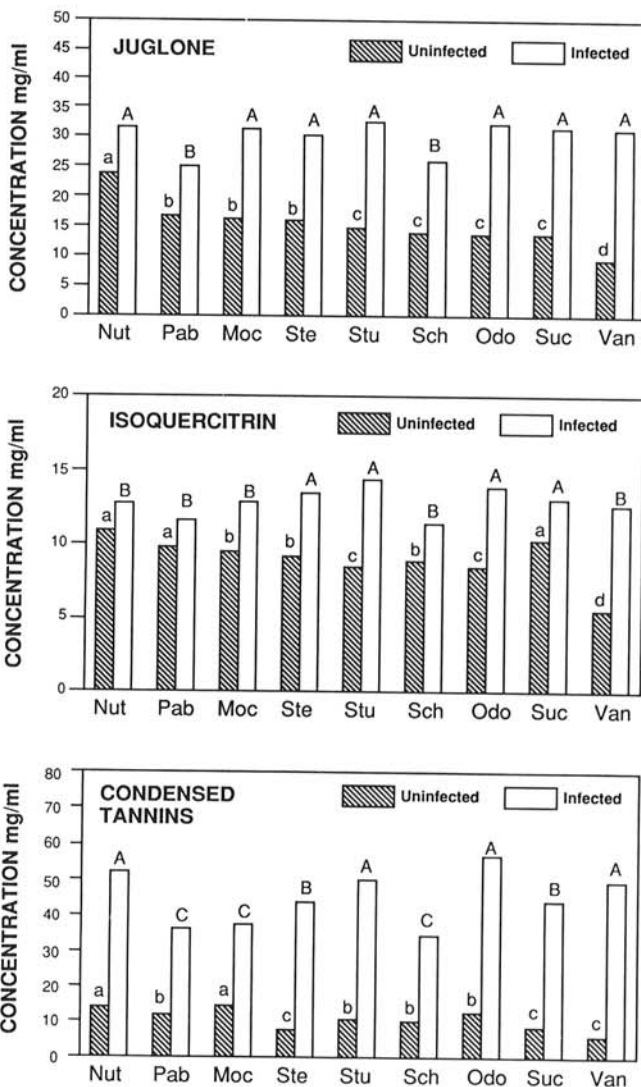 CONCENTRATION mg/ml
50
45
40
35
30
25
20
15
10
5
0
JUGLONE
Uninfected Infected
a A b B b A b A c A c B c A c A d A
Nut Pab Moc Ste Stu Sch Odo Suc Van
CONCENTRATION mg/ml
20
15
10
5
0
ISOQUERCITRIN
Uninfected Infected
a B a B b B b A c A b B c A a A d B
Nut Pab Moc Ste Stu Sch Odo Suc Van
CONCENTRATION mg/ml
80
70
60
50
40
30
20
10
0
CONDENSED
TANNINS
Uninfected Infected
a A b C a C c B b A b C b A c B c A
Nut Pab Moc Ste Stu Sch Odo Suc Van